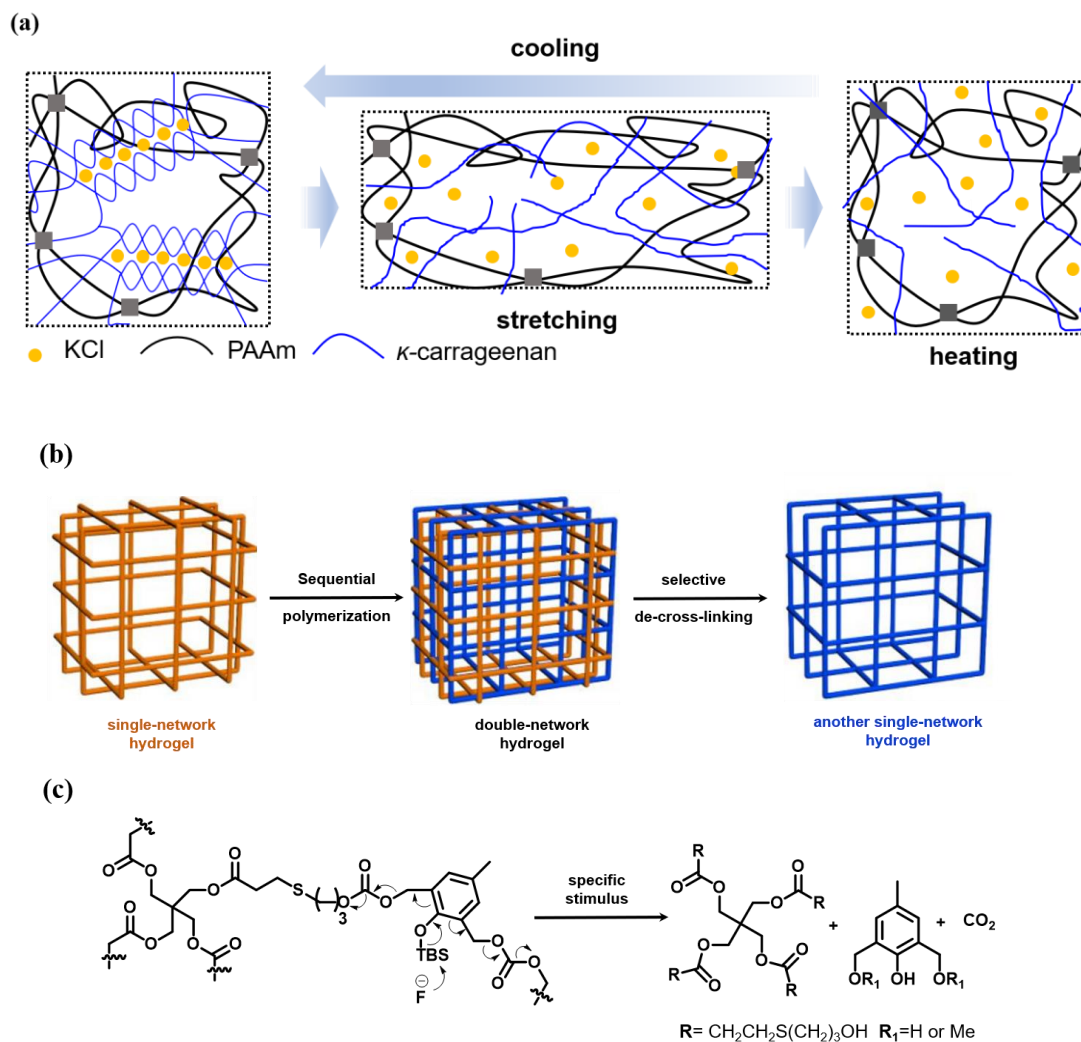 (a)
cooling
stretching
heating
KCl
PAAm
κ-carrageenan
(b)
Sequential
polymerization
selective
de-cross-linking
single-network
hydrogel
double-network
hydrogel
another single-network
hydrogel
(c)
O
O
O
O
O
O
O
O
S
3
O
O
O
O
TBS
F
⊖
O
O
O
specific
stimulus
R
O
O
R
O
O
O
O
R
O
O
R
+
OR₁
OH
OR₁
+ CO₂
R= CH₂CH₂S(CH₂)₃OH R₁=H or Me